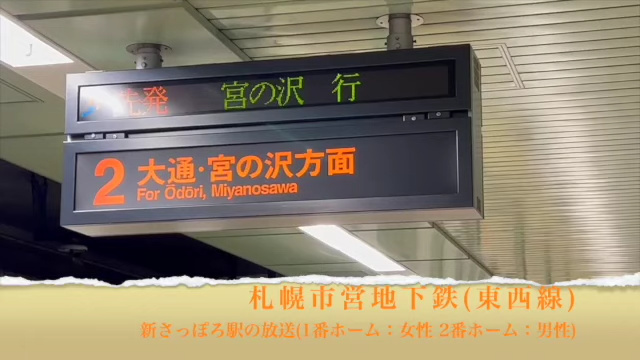 先発 宮の沢 行
2 大通・宮の沢方面
For Ōdōri, Miyanosawa
札幌市営地下鉄(東西線)
新さっぽろ駅の放送(1番ホーム：女性 2番ホーム：男性)